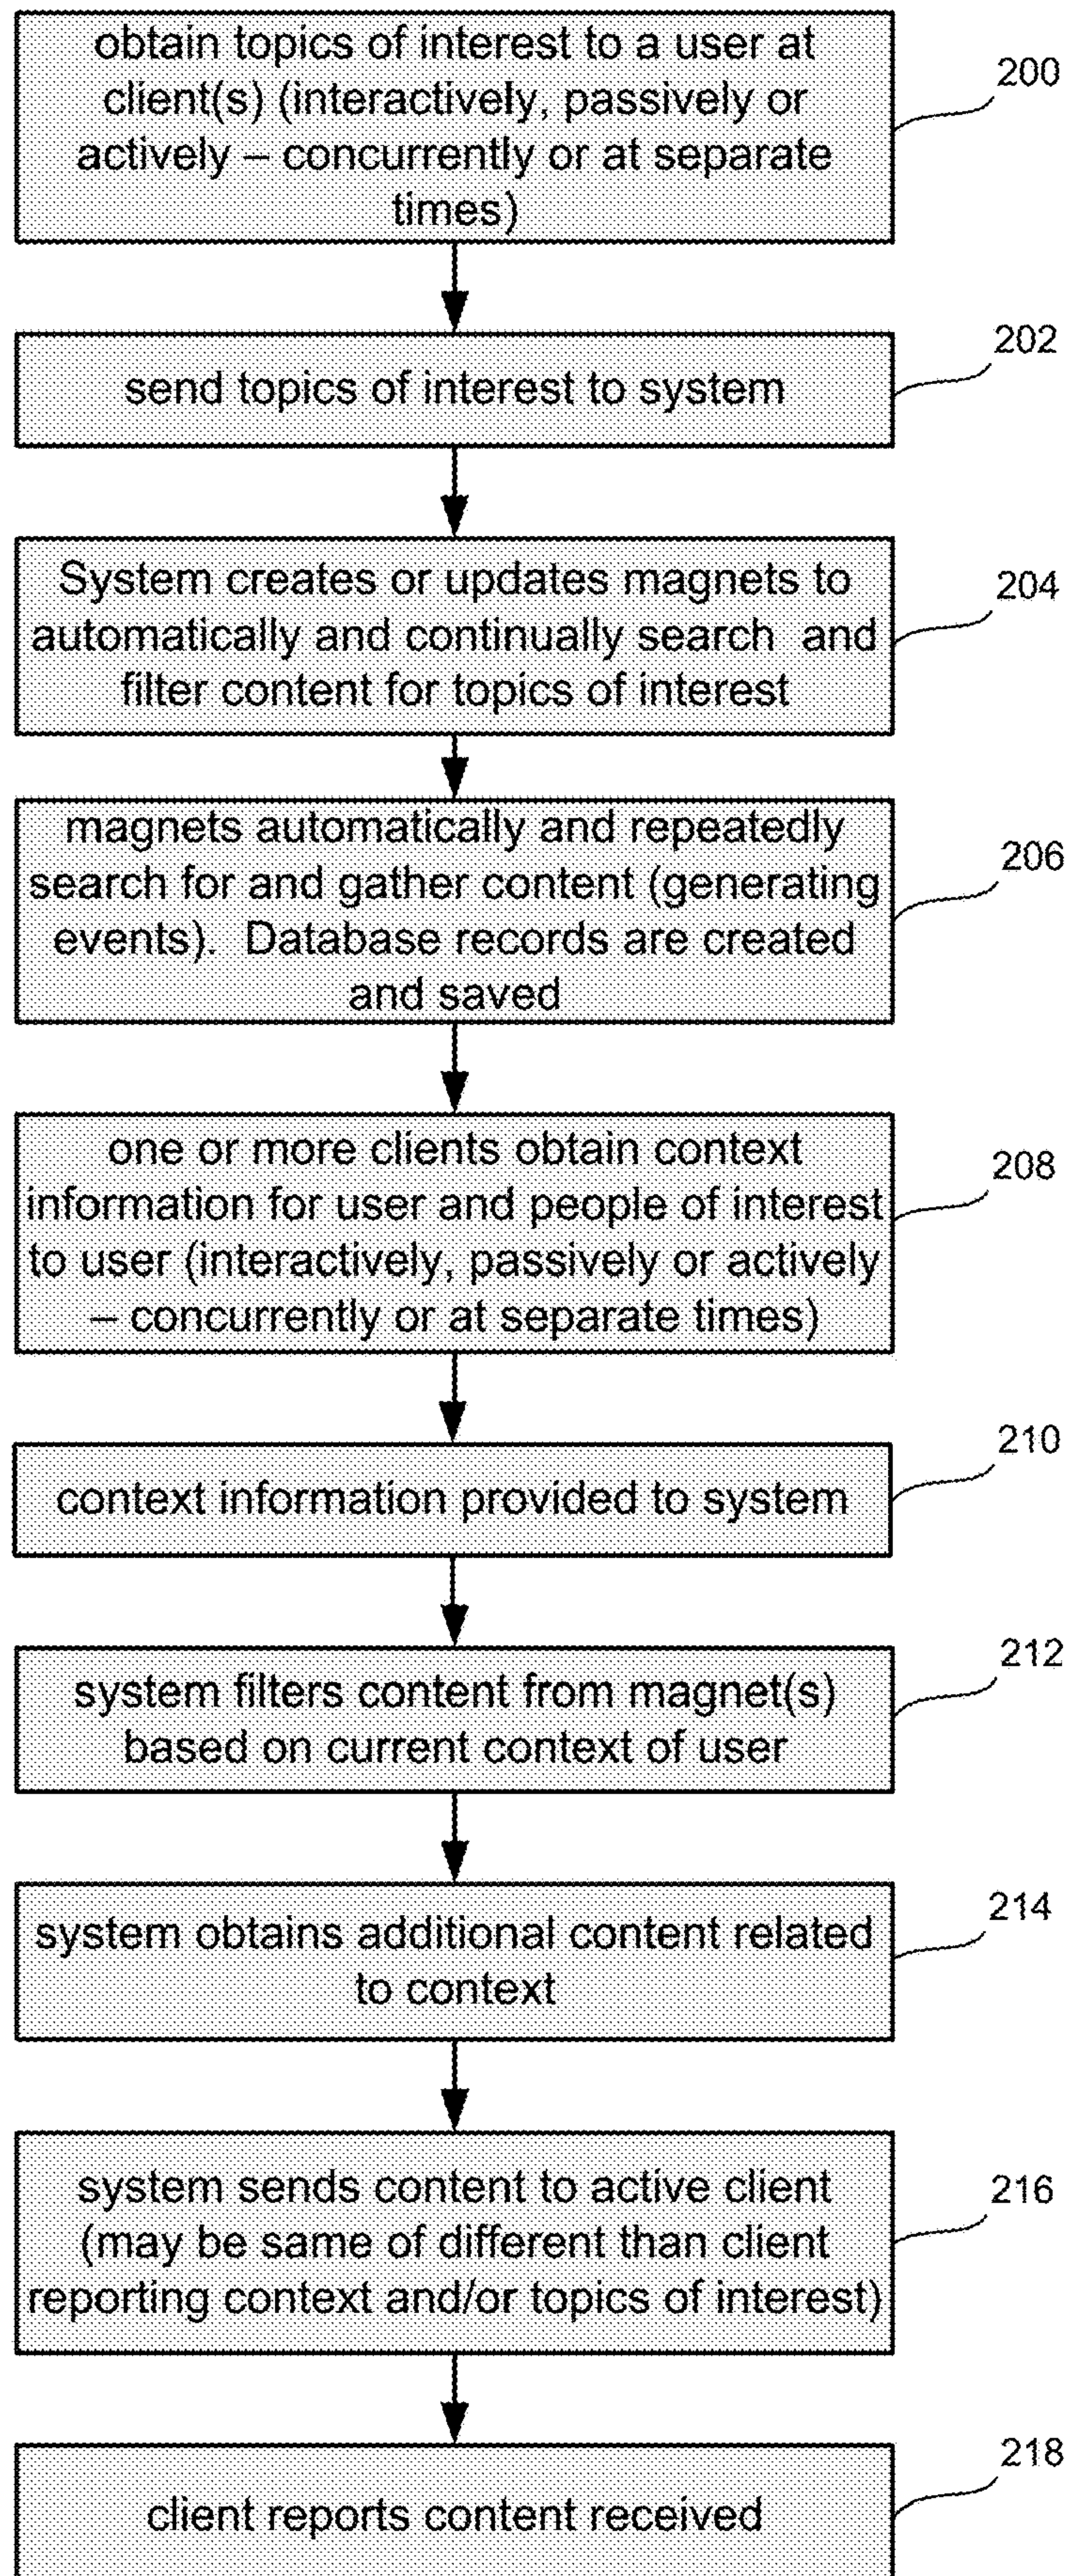 obtain topics of interest to a user at
client(s) (interactively, passively or
actively – concurrently or at separate
times)
200
send topics of interest to system
202
System creates or updates magnets to
automatically and continually search and
filter content for topics of interest
204
magnets automatically and repeatedly
search for and gather content (generating
events). Database records are created
and saved
206
one or more clients obtain context
information for user and people of interest
to user (interactively, passively or actively
– concurrently or at separate times)
208
context information provided to system
210
system filters content from magnet(s)
based on current context of user
212
system obtains additional content related
to context
214
system sends content to active client
(may be same of different than client
reporting context and/or topics of interest)
216
client reports content received
218